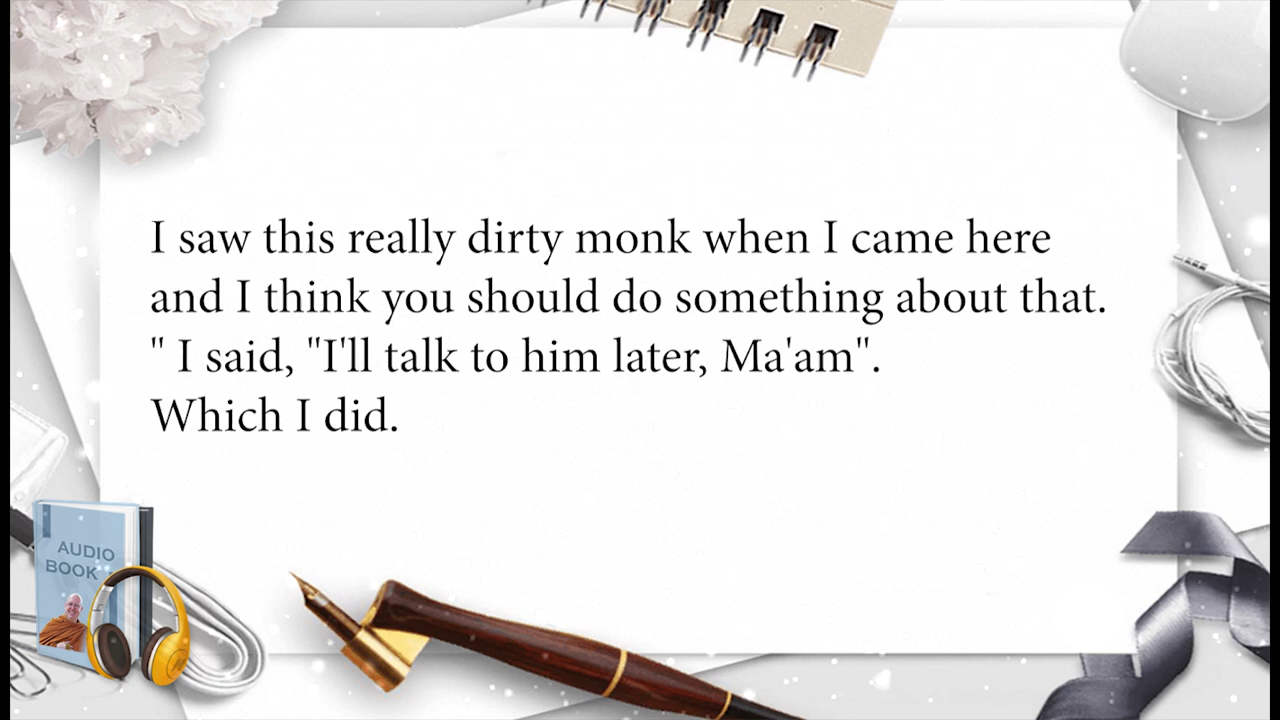 I saw this really dirty monk when I came here
and I think you should do something about that.
" I said, "I'll talk to him later, Ma'am".
Which I did.
AUDIO
BOOK